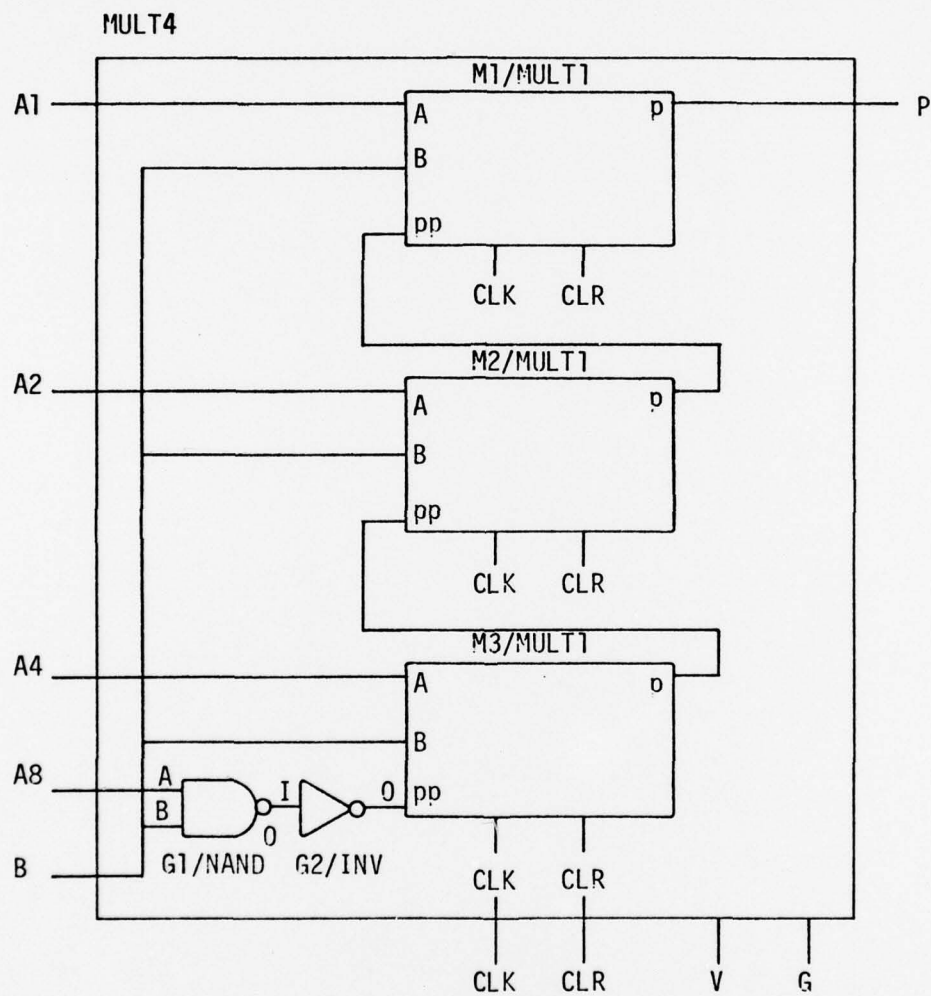 MULT4
M1/MULT1
A1
A
p
P
B
pp
CLK CLR
M2/MULT1
A2
A
p
B
pp
CLK CLR
M3/MULT1
A4
A
p
B
A8
A
I
O
pp
B
O
G1/NAND G2/INV
B
CLK CLR
CLK CLR V G